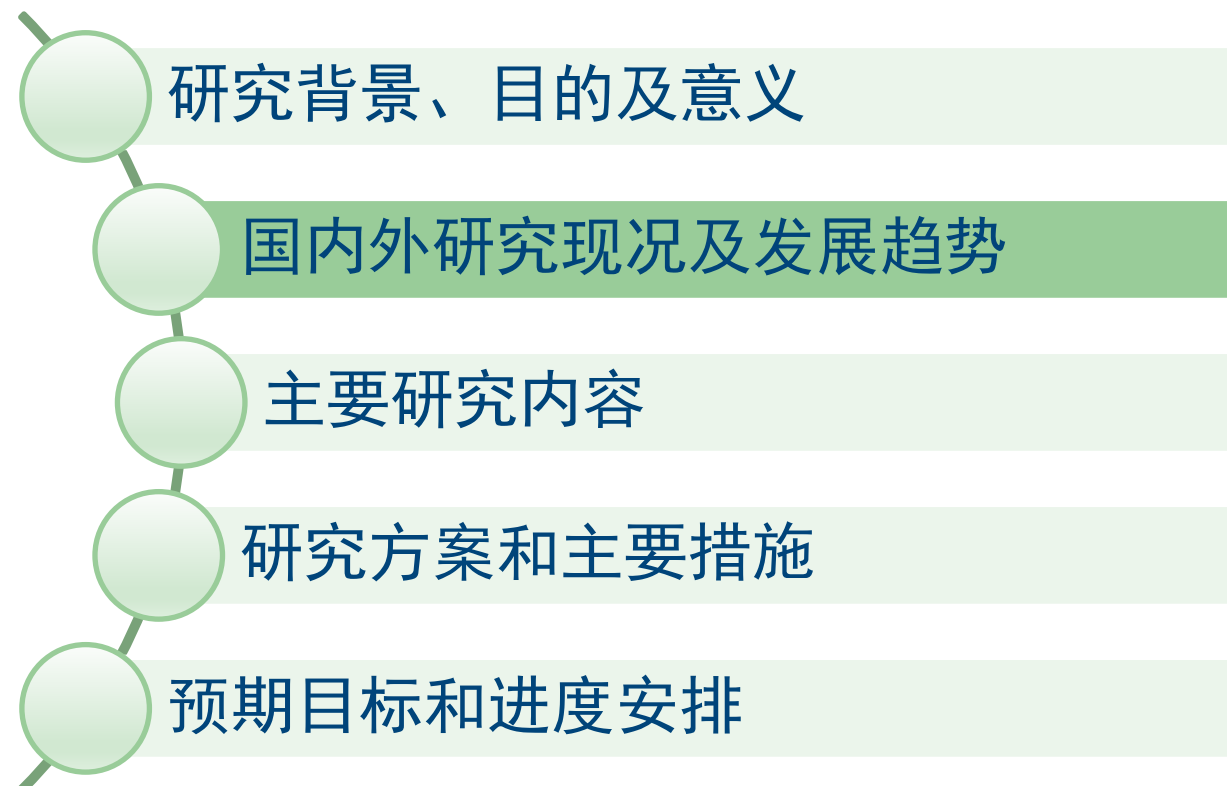 研究背景、目的及意义
国内外研究现况及发展趋势
主要研究内容
研究方案和主要措施
预期目标和进度安排